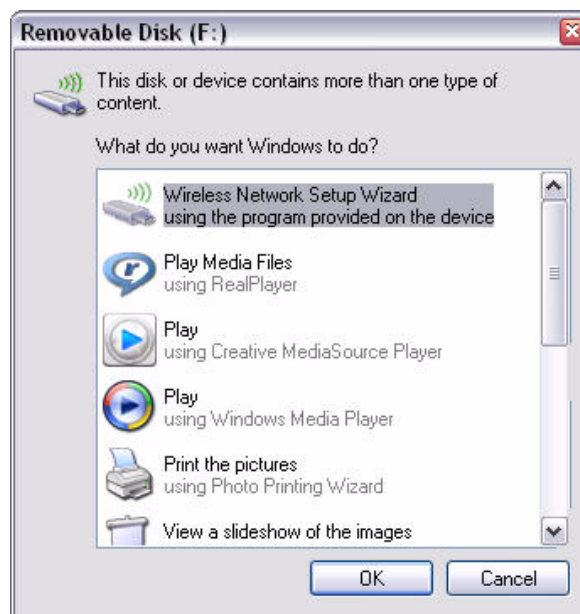 Removable Disk (F:)
This disk or device contains more than one type of
content.
What do you want Windows to do?
Wireless Network Setup Wizard
using the program provided on the device
Play Media Files
using RealPlayer
Play
using Creative MediaSource Player
Play
using Windows Media Player
Print the pictures
using Photo Printing Wizard
View a slideshow of the images
OK
Cancel